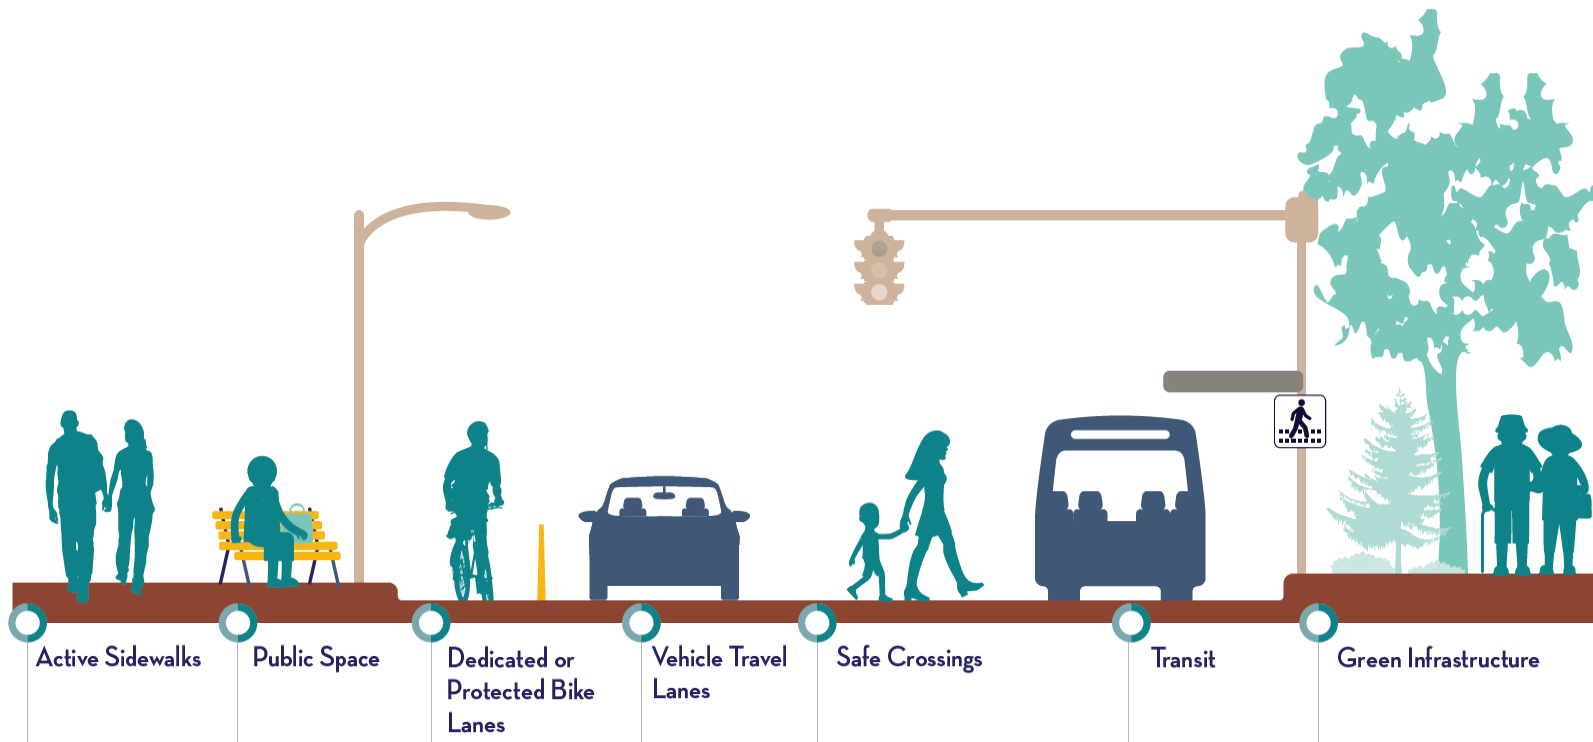 Active Sidewalks
Public Space
Dedicated or
Protected Bike
Lanes
Vehicle Travel
Lanes
Safe Crossings
Transit
Green Infrastructure